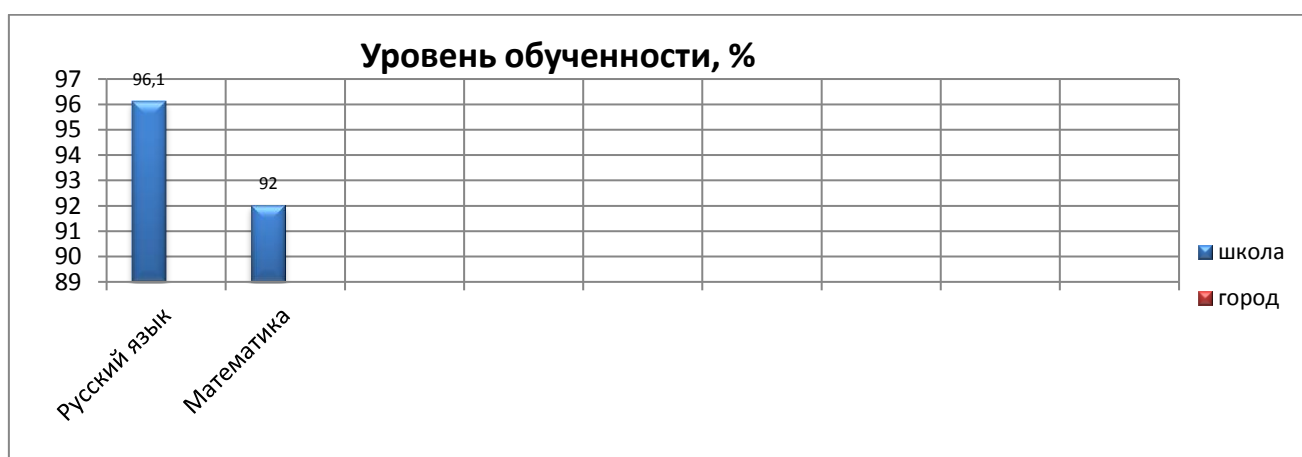 Уровень обученности, %
97
96
95
94
93
92
91
90
89
96,1
92
Русский язык
Математика
школа
город